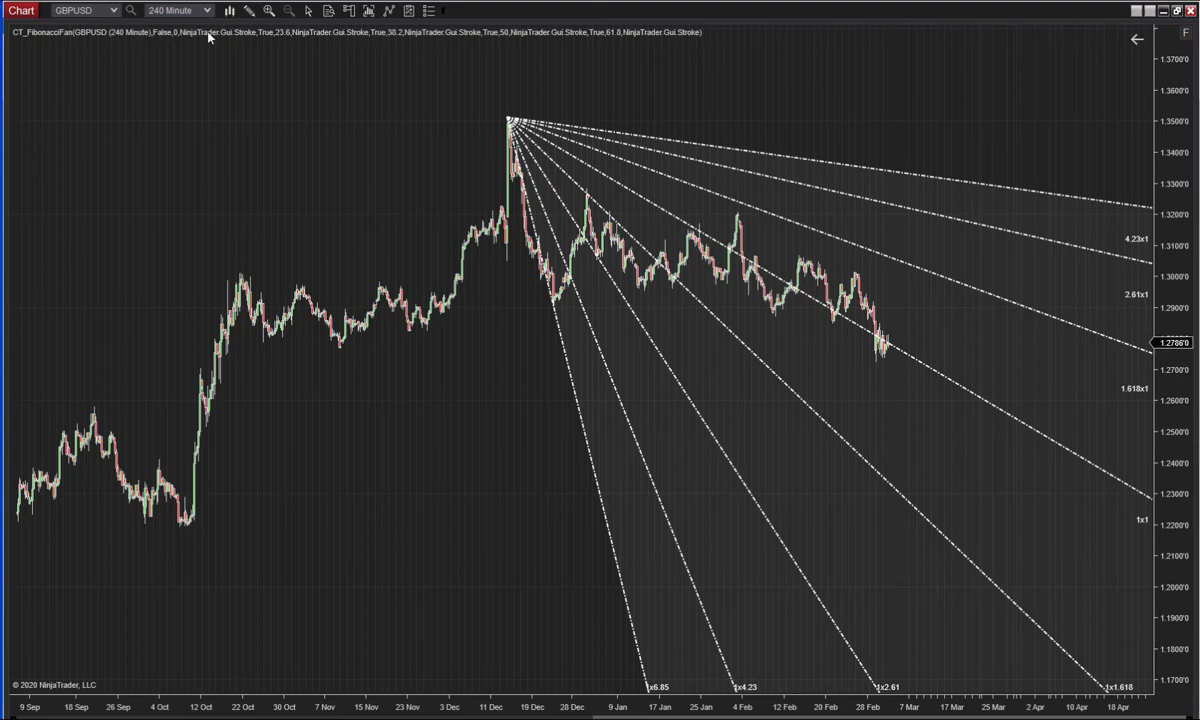 Chart GBPUSD 240 Minute
CT_FibonacciFan(GBPUSD (240 Minute),False,0,NinjaTrader.Gui.Stroke,True,23.6,NinjaTrader.Gui.Stroke,True,38.2,NinjaTrader.Gui.Stroke,True,50,NinjaTrader.Gui.Stroke,True,61.8,NinjaTrader.Gui.Stroke)
F
1.3700'0
1.3600'0
1.3500'0
1.3400'0
1.3300'0
1.3200'0
4.23x1
1.3100'0
1.3000'0
2.61x1
1.2900'0
1.2786'0
1.2700'0
1.618x1
1.2600'0
1.2500'0
1.2400'0
1.2300'0
1x1
1.2200'0
1.2100'0
1.2000'0
1.1900'0
1.1800'0
1.1700'0
© 2020 NinjaTrader, LLC
1x6.85 1x4.23 1x2.61 1x1.618
9 Sep 18 Sep 26 Sep 4 Oct 12 Oct 22 Oct 30 Oct 7 Nov 15 Nov 23 Nov 3 Dec 11 Dec 19 Dec 28 Dec 9 Jan 17 Jan 25 Jan 4 Feb 12 Feb 20 Feb 28 Feb 7 Mar 17 Mar 25 Mar 2 Apr 10 Apr 18 Apr